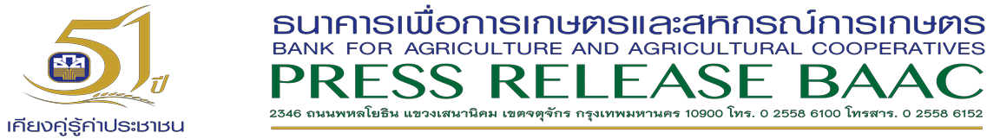 51 ปี
เคียงคู่รู้ค่าประชาชน
ธนาคารเพื่อการเกษตรและสหกรณ์การเกษตร
BANK FOR AGRICULTURE AND AGRICULTURAL COOPERATIVES
PRESS RELEASE BAAC
2346 ถนนพหลโยธิน แขวงเสนานิคม เขตจตุจักร กรุงเทพมหานคร 10900 โทร. 0 2558 6100 โทรสาร. 0 2558 6152